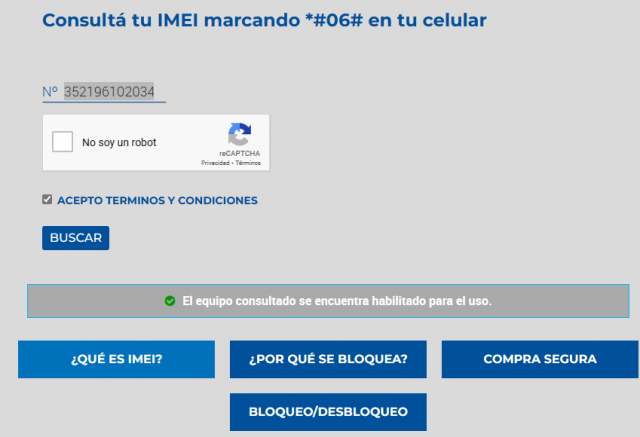 Consultá tu IMEI marcando *#06# en tu celular
Nº 352196102034
No soy un robot
reCAPTCHA
Privacidad • Términos
ACEPTO TERMINOS Y CONDICIONES
BUSCAR
El equipo consultado se encuentra habilitado para el uso.
¿QUÉ ES IMEI? ¿POR QUÉ SE BLOQUEA? COMPRA SEGURA
BLOQUEO/DESBLOQUEO